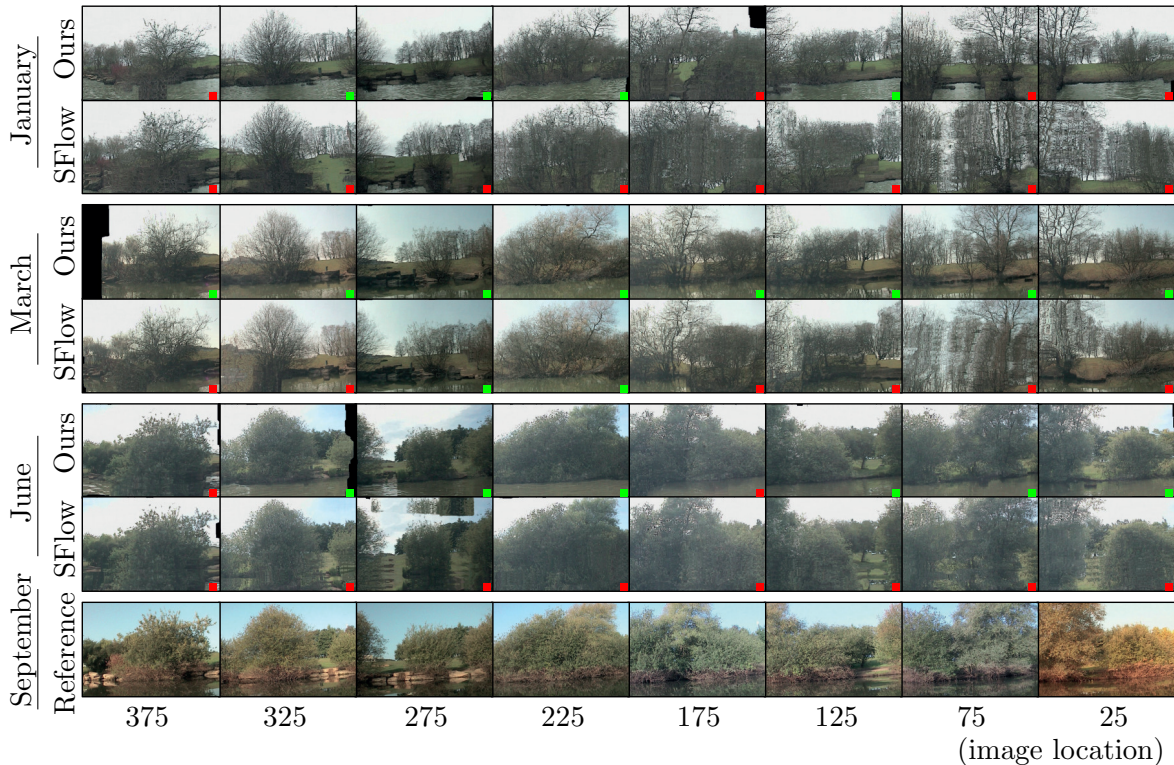 January
Ours
SFlow
March
Ours
SFlow
June
Ours
SFlow
September
Reference
375 325 275 225 175 125 75 25
(image location)